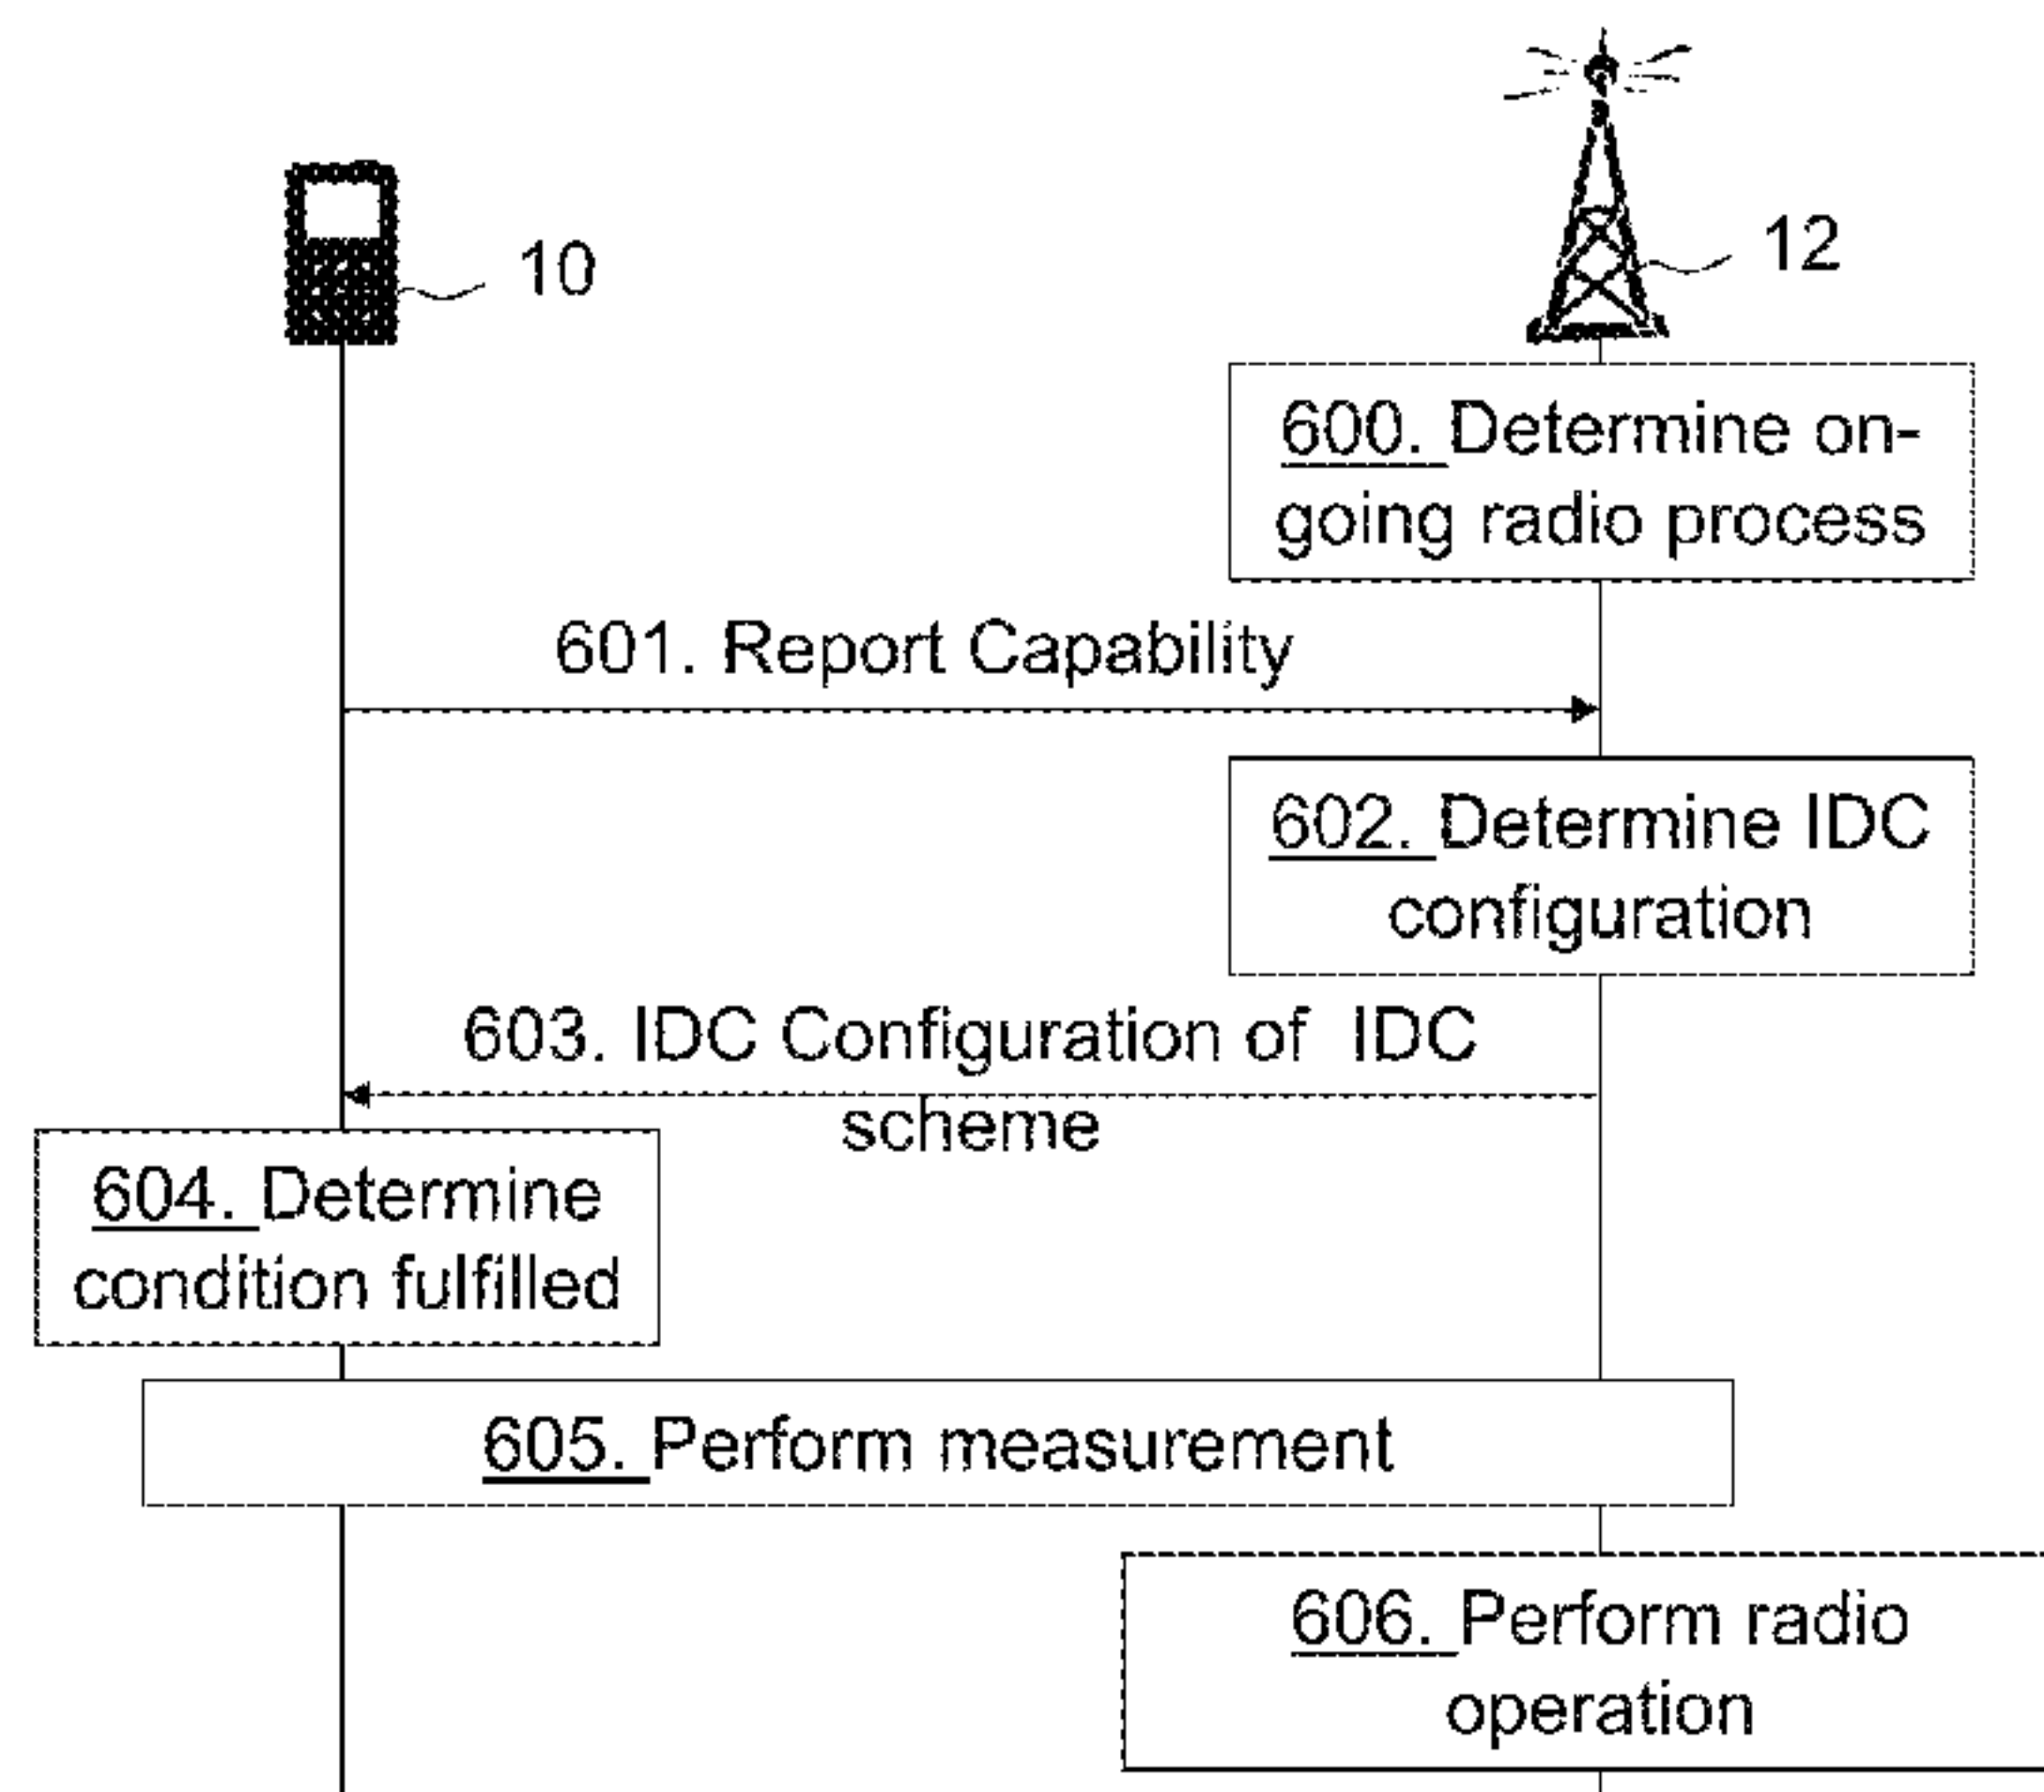 10
12
600. Determine on-
going radio process
601. Report Capability
602. Determine IDC
configuration
603. IDC Configuration of IDC
scheme
604. Determine
condition fulfilled
605. Perform measurement
606. Perform radio
operation